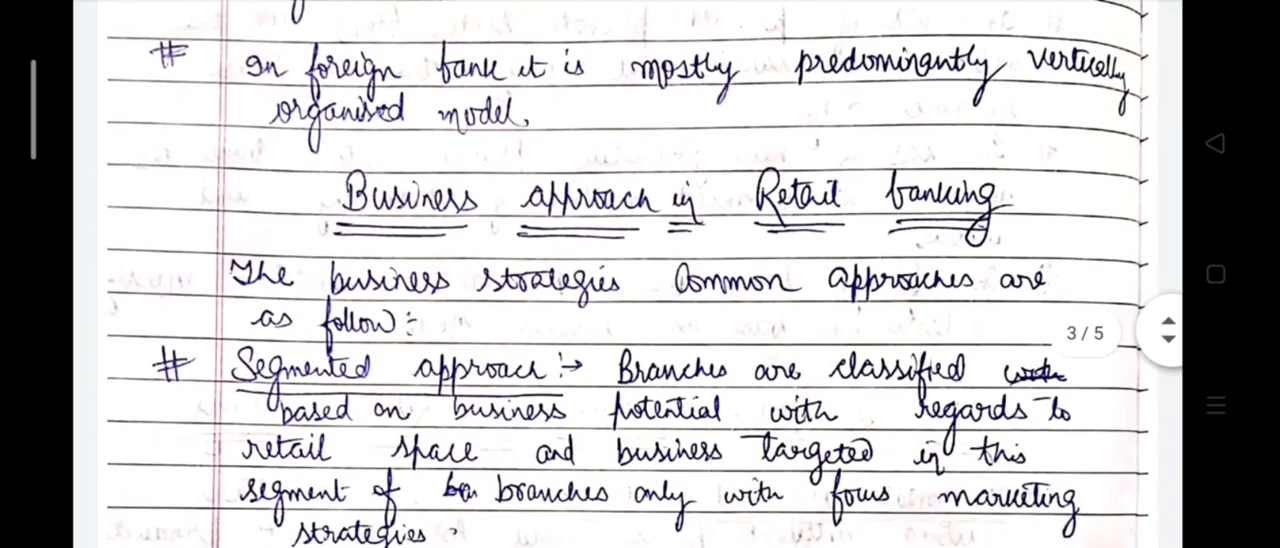 # In foreign bank it is mostly predominantly vertically
organised model.
Business approach in Retail banking
The business strategies Common approaches are
as follow :-
3 / 5
# Segmented approach :→ Branches are classified
based on business potential with regards to
retail space and business targeted in this
segment of branches only with focus marketing
strategies.